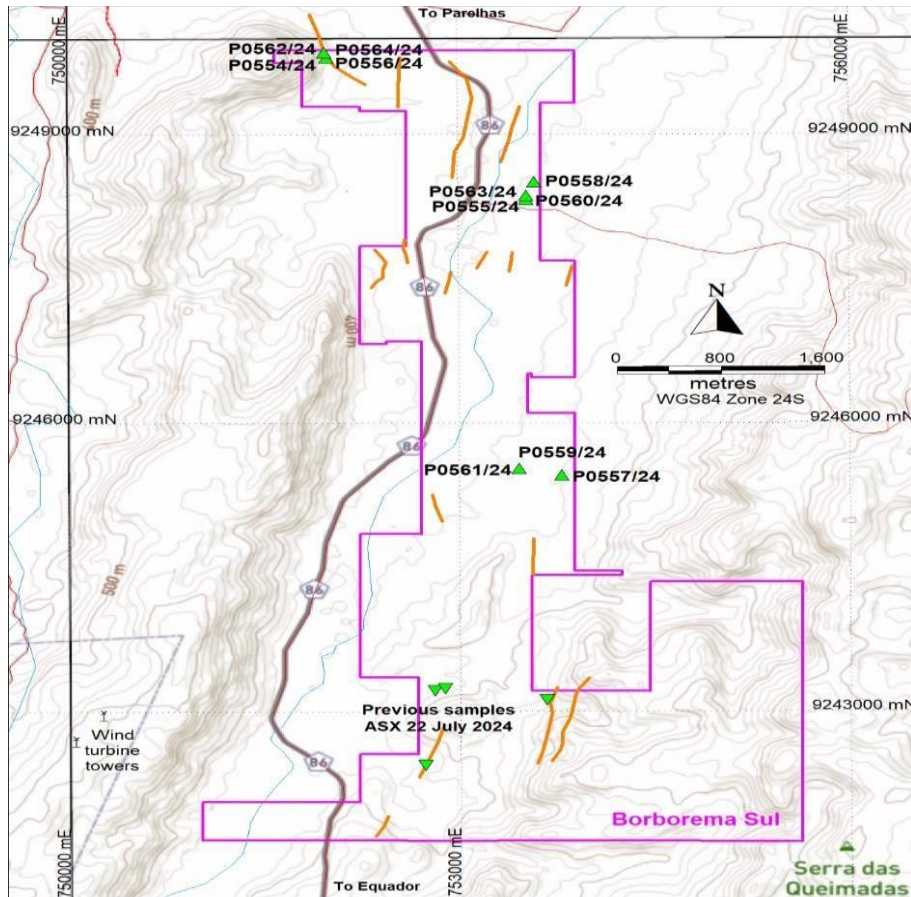 To Parelhas
750000 mE
756000 mE
P0562/24 P0564/24
P0554/24 P0556/24
400 m
9249000 mN
86
9249000 mN
P0558/24
P0563/24
P0555/24 P0560/24
86
N
400 m
0 800 1,600
metres
WGS84 Zone 24S
9246000 mN
9246000 mN
86
P0559/24
P0561/24
P0557/24
500 m
86
Previous samples
ASX 22 July 2024
9243000 mN
Wind
turbine
towers
86
Borborema Sul
750000 mE
753000 mE
To Equador
Serra das
Queimadas